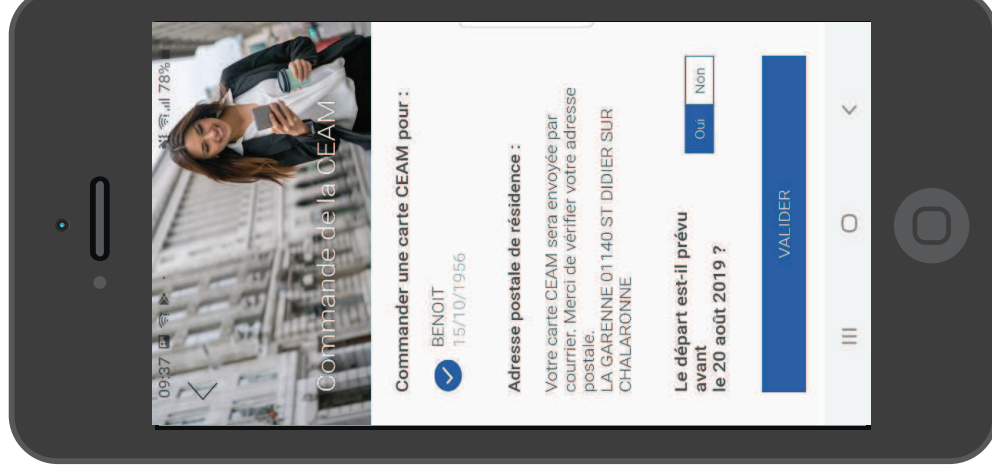 09:37
78%
Commande de la CEAM
Commander une carte CEAM pour :
BENOIT
15/10/1956
Adresse postale de résidence :
Votre carte CEAM sera envoyée par
courrier. Merci de vérifier votre adresse
postale.
LA GARENNE 01140 ST DIDIER SUR
CHALARONNE
Le départ est-il prévu
avant
le 20 août 2019 ?
Oui
Non
VALIDER